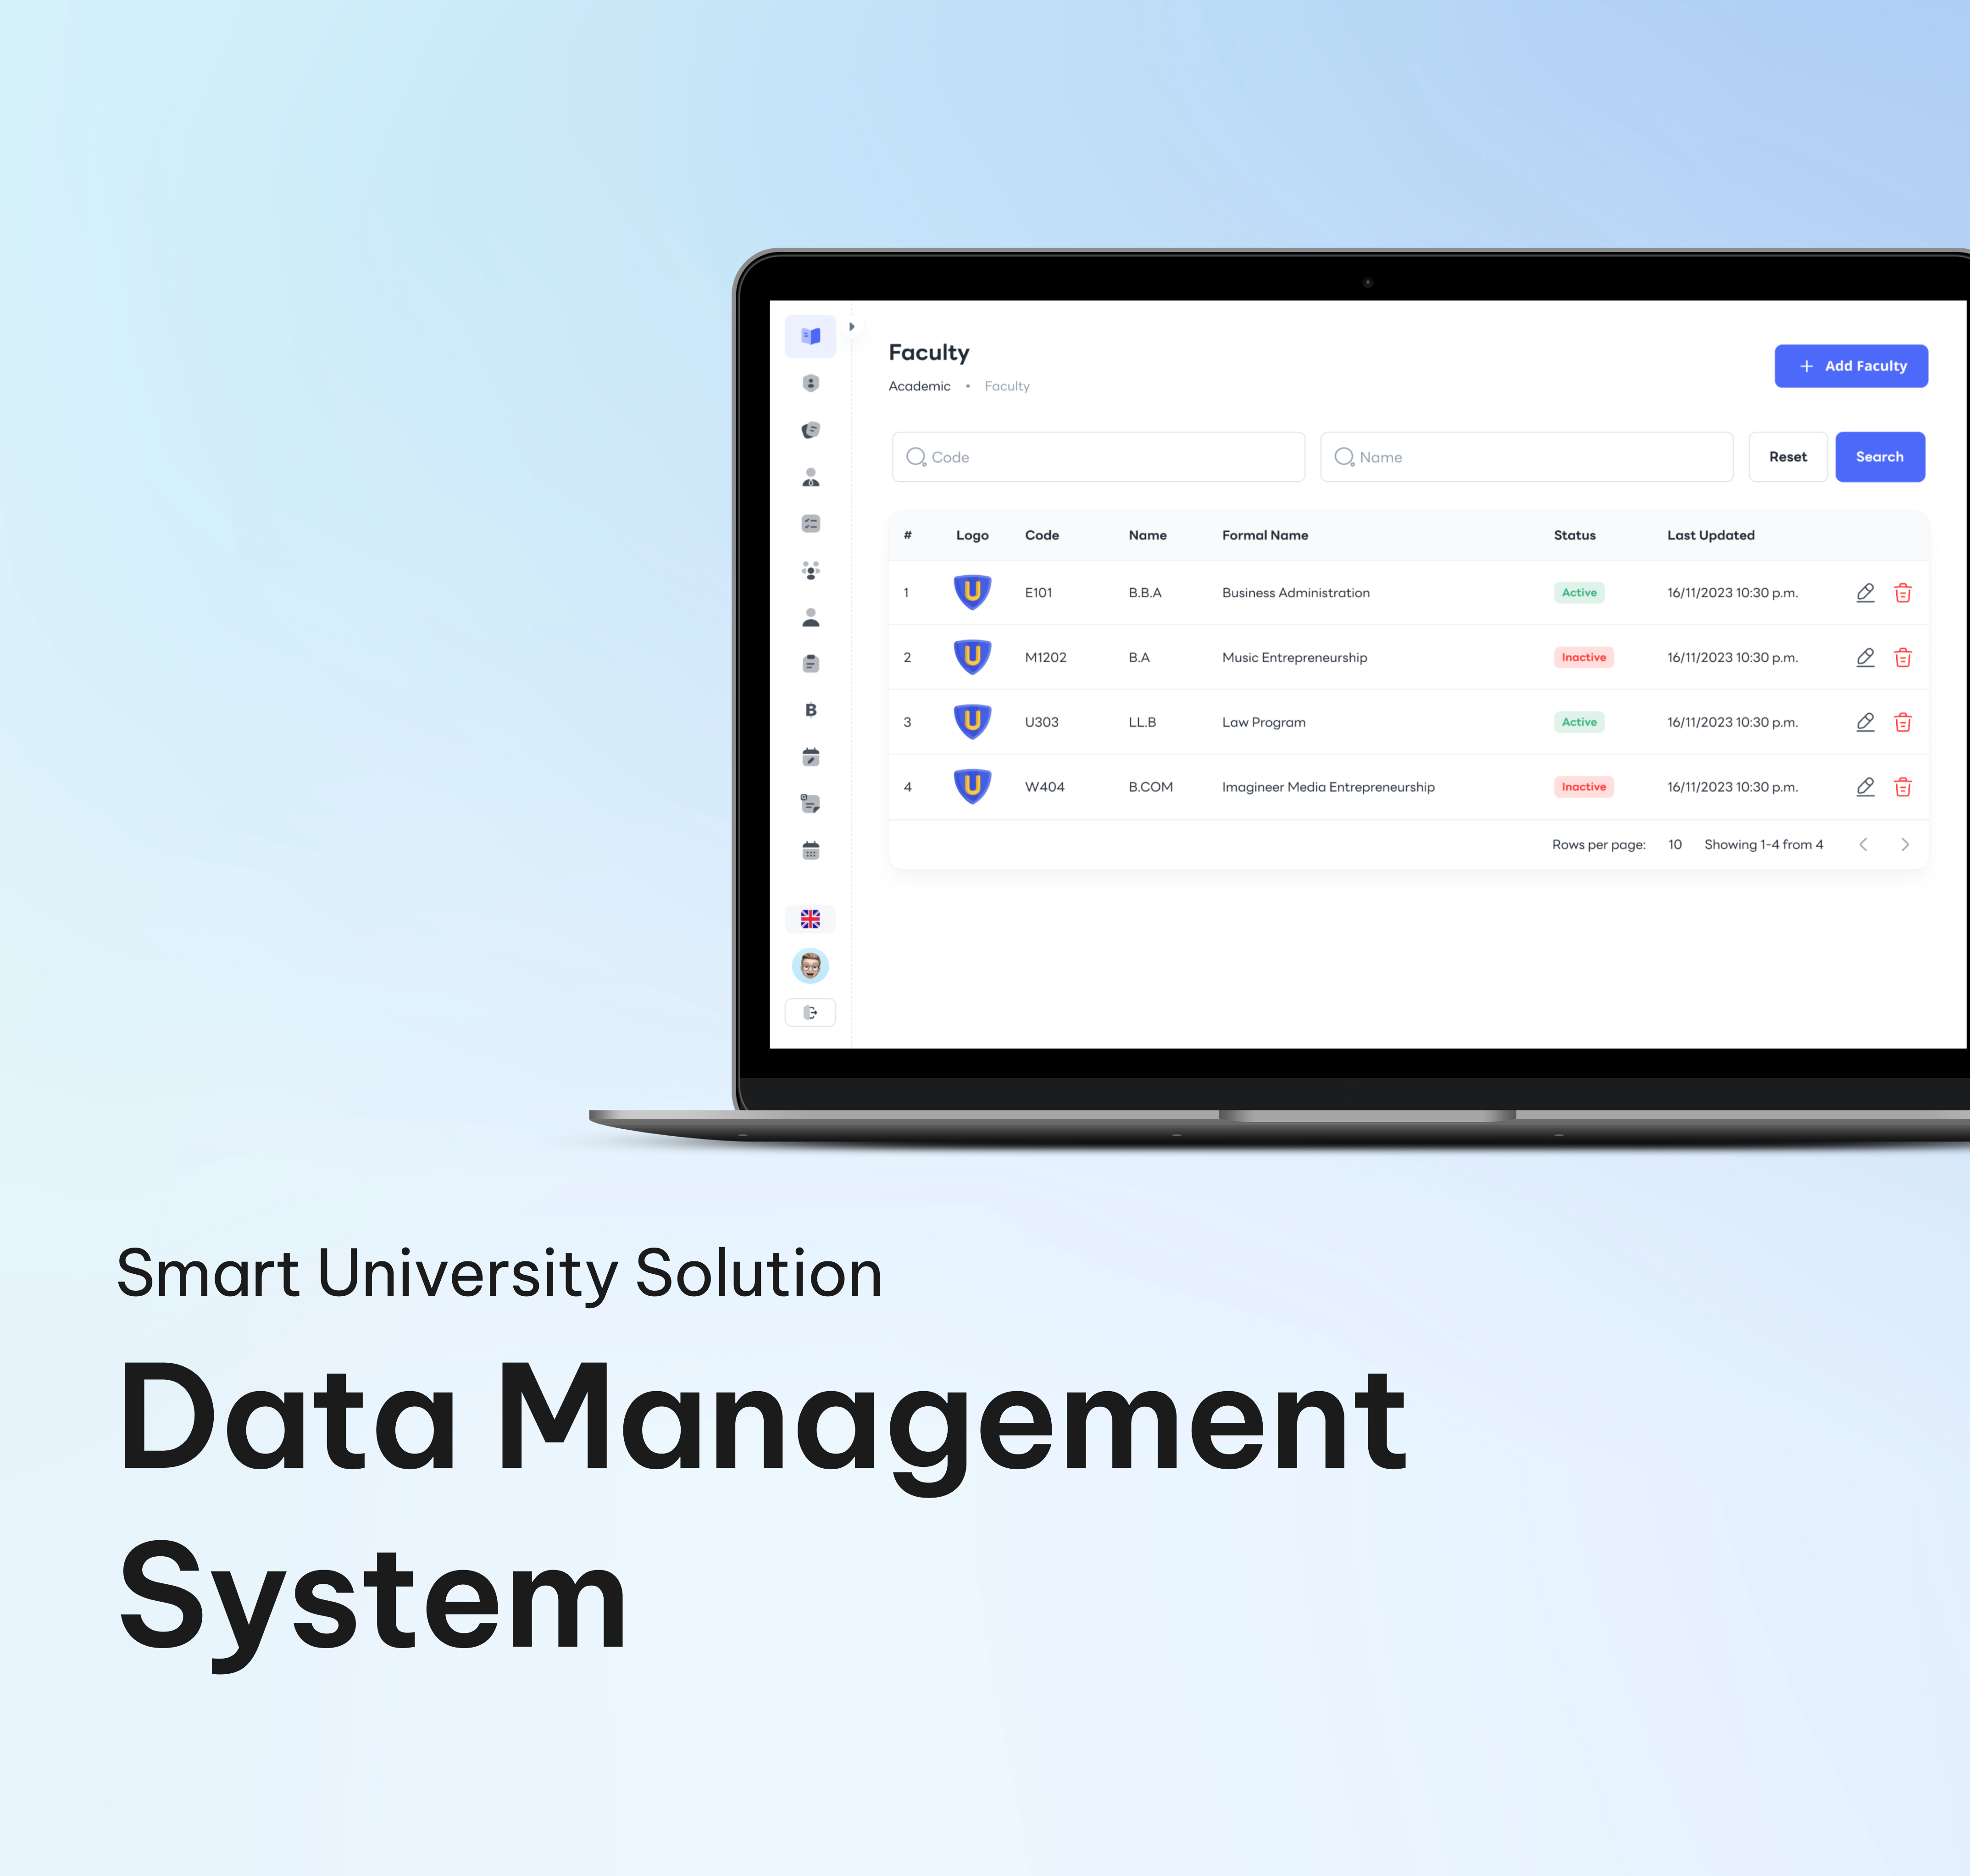 Faculty
Academic • Faculty
+ Add Faculty
Code
Name
Reset
Search
# Logo Code Name Formal Name Status Last Updated
1 U E101 B.B.A Business Administration Active 16/11/2023 10:30 p.m.
2 U M1202 B.A Music Entrepreneurship Inactive 16/11/2023 10:30 p.m.
3 U U303 LL.B Law Program Active 16/11/2023 10:30 p.m.
4 U W404 B.COM Imagineer Media Entrepreneurship Inactive 16/11/2023 10:30 p.m.
B
Rows per page: 10 Showing 1-4 from 4
Smart University Solution
Data Management
System